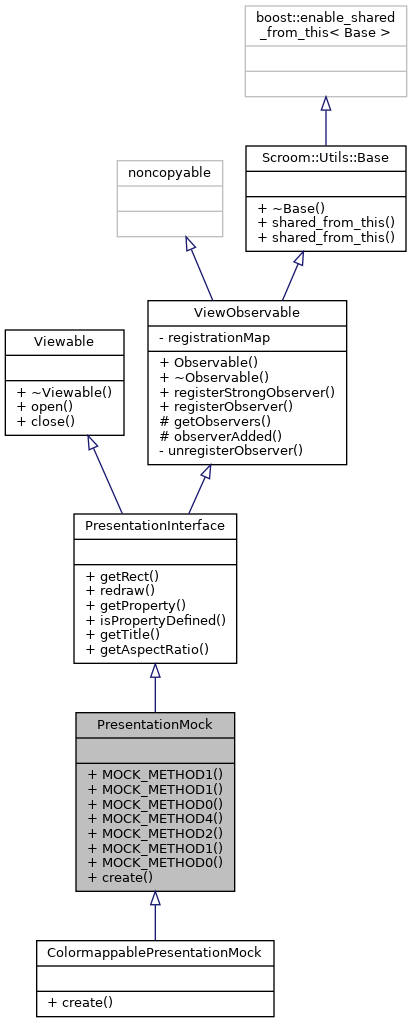 boost::enable_shared
_from_this< Base >
Scroom::Utils::Base
+ ~Base()
+ shared_from_this()
+ shared_from_this()
noncopyable
ViewObservable
- registrationMap
+ Observable()
+ ~Observable()
+ registerStrongObserver()
+ registerObserver()
# getObservers()
# observerAdded()
- unregisterObserver()
Viewable
+ ~Viewable()
+ open()
+ close()
PresentationInterface
+ getRect()
+ redraw()
+ getProperty()
+ isPropertyDefined()
+ getTitle()
+ getAspectRatio()
PresentationMock
+ MOCK_METHOD1()
+ MOCK_METHOD1()
+ MOCK_METHOD0()
+ MOCK_METHOD4()
+ MOCK_METHOD2()
+ MOCK_METHOD1()
+ MOCK_METHOD0()
+ create()
ColormappablePresentationMock
+ create()